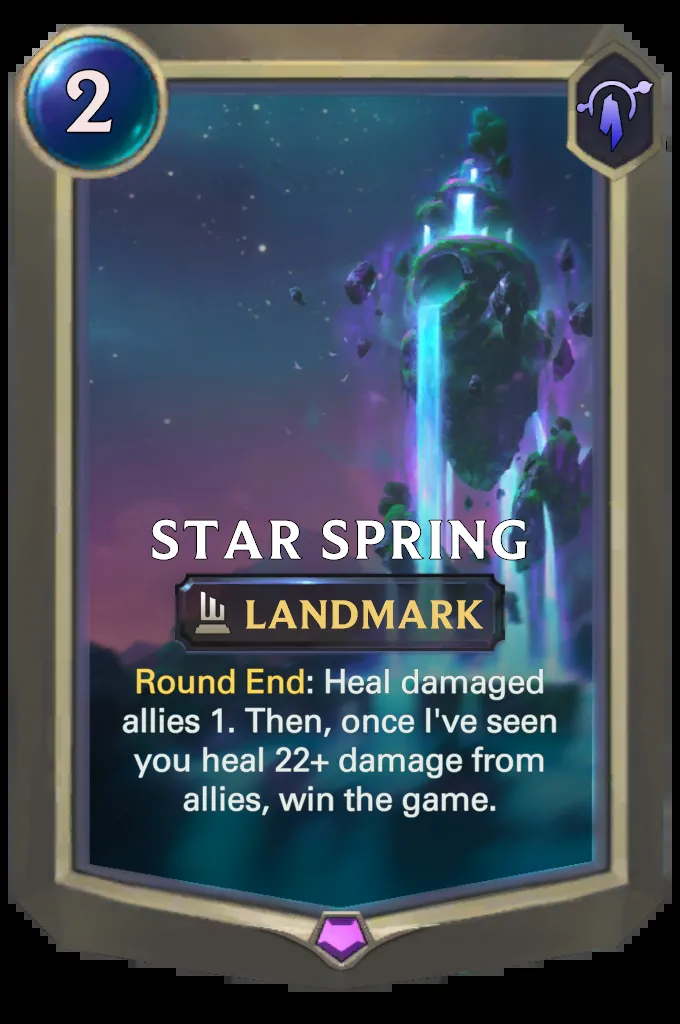 2
STAR SPRING
LANDMARK
Round End: Heal damaged
allies 1. Then, once I've seen
you heal 22+ damage from
allies, win the game.